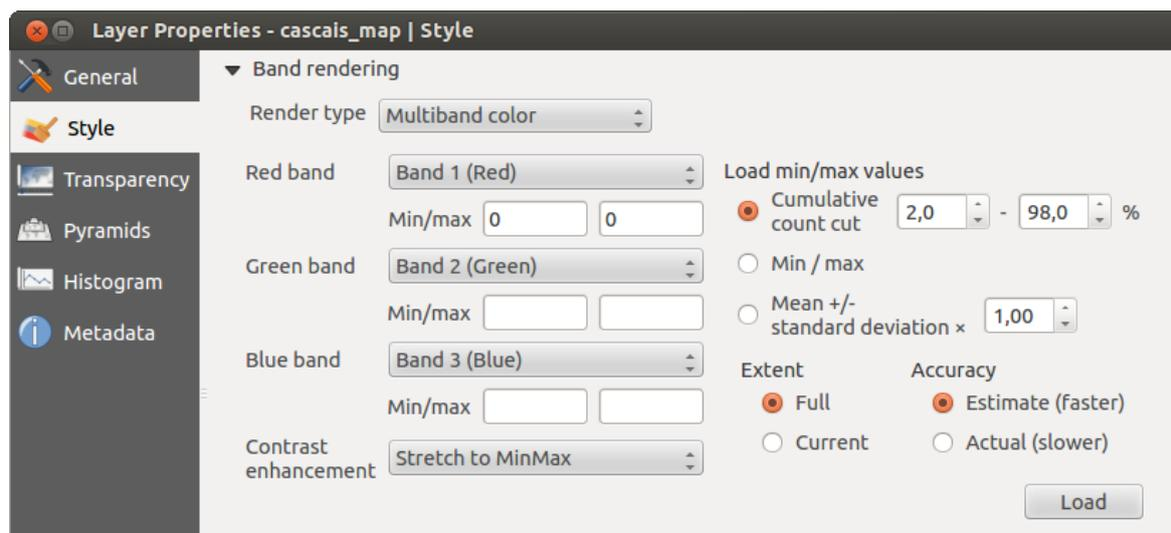 Layer Properties - cascais_map | Style
General
Style
Transparency
Pyramids
Histogram
Metadata
Band rendering
Render type Multiband color
Red band Band 1 (Red)
Min/max 0 0
Green band Band 2 (Green)
Min/max
Blue band Band 3 (Blue)
Min/max
Contrast
enhancement Stretch to MinMax
Load min/max values
Cumulative
count cut 2,0 - 98,0 %
Min / max
Mean +/-
standard deviation × 1,00
Extent Accuracy
Full Estimate (faster)
Current Actual (slower)
Load